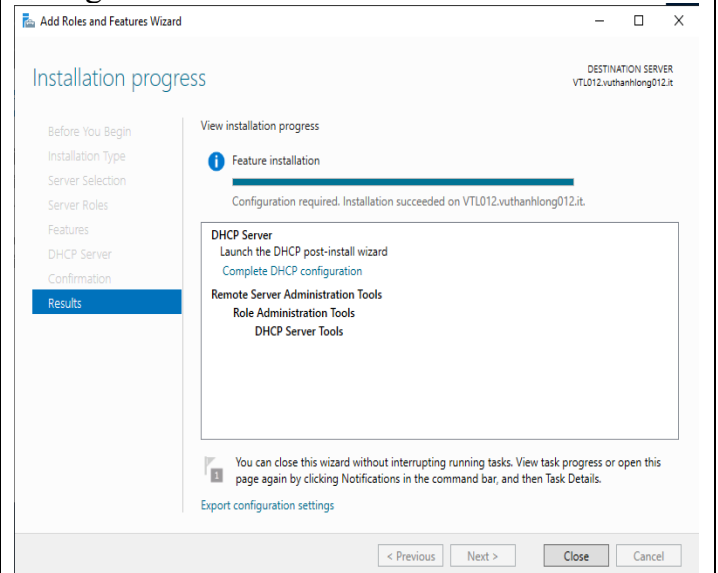 Add Roles and Features Wizard
Installation progress
DESTINATION SERVER
VTL012.vuthanhlong012.it
Before You Begin
Installation Type
Server Selection
Server Roles
Features
DHCP Server
Confirmation
Results
View installation progress
Feature installation
Configuration required. Installation succeeded on VTL012.vuthanhlong012.it.
DHCP Server
Launch the DHCP post-install wizard
Complete DHCP configuration
Remote Server Administration Tools
Role Administration Tools
DHCP Server Tools
1
You can close this wizard without interrupting running tasks. View task progress or open this
page again by clicking Notifications in the command bar, and then Task Details.
Export configuration settings
< Previous
Next >
Close
Cancel